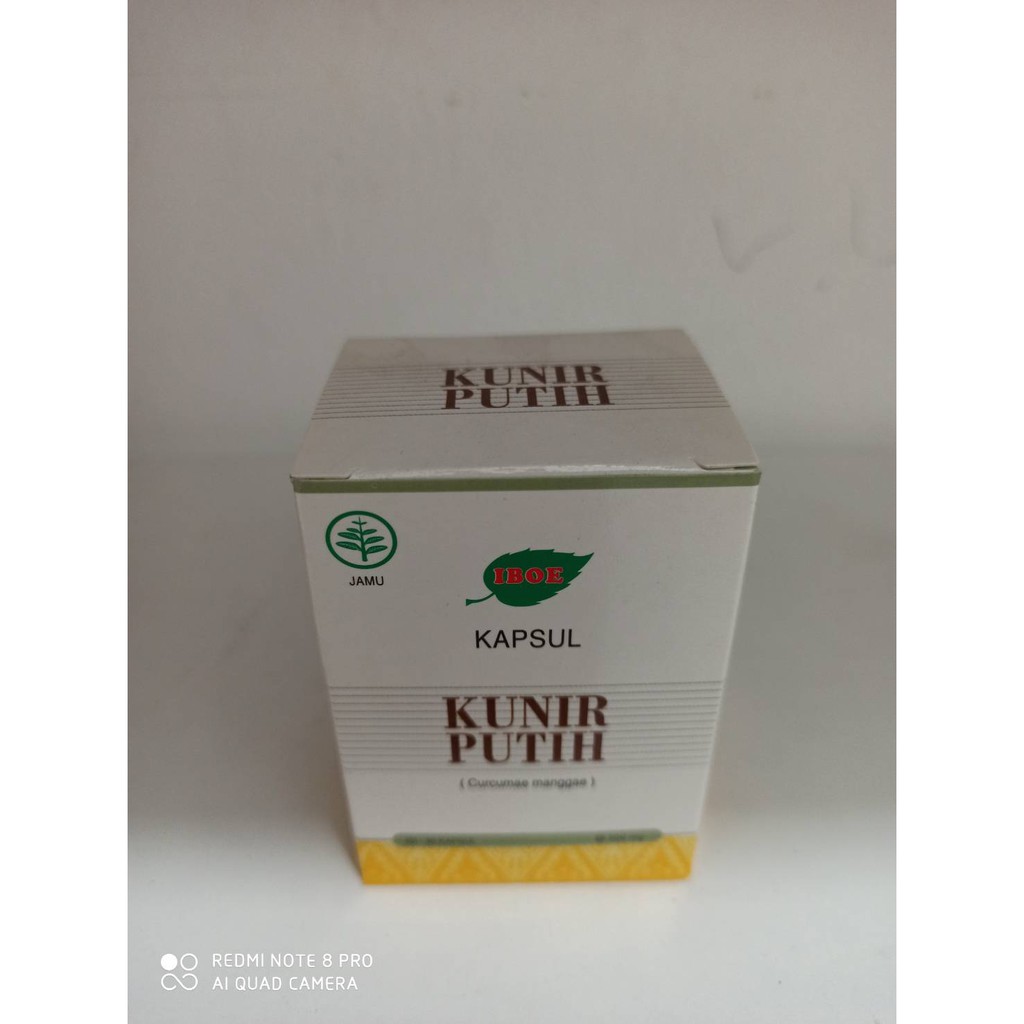 KUNIR
PUTIH
JAMU
IBOE
KAPSUL
KUNIR
PUTIH
( Curcumae manggae )
REDMI NOTE 8 PRO
AI QUAD CAMERA